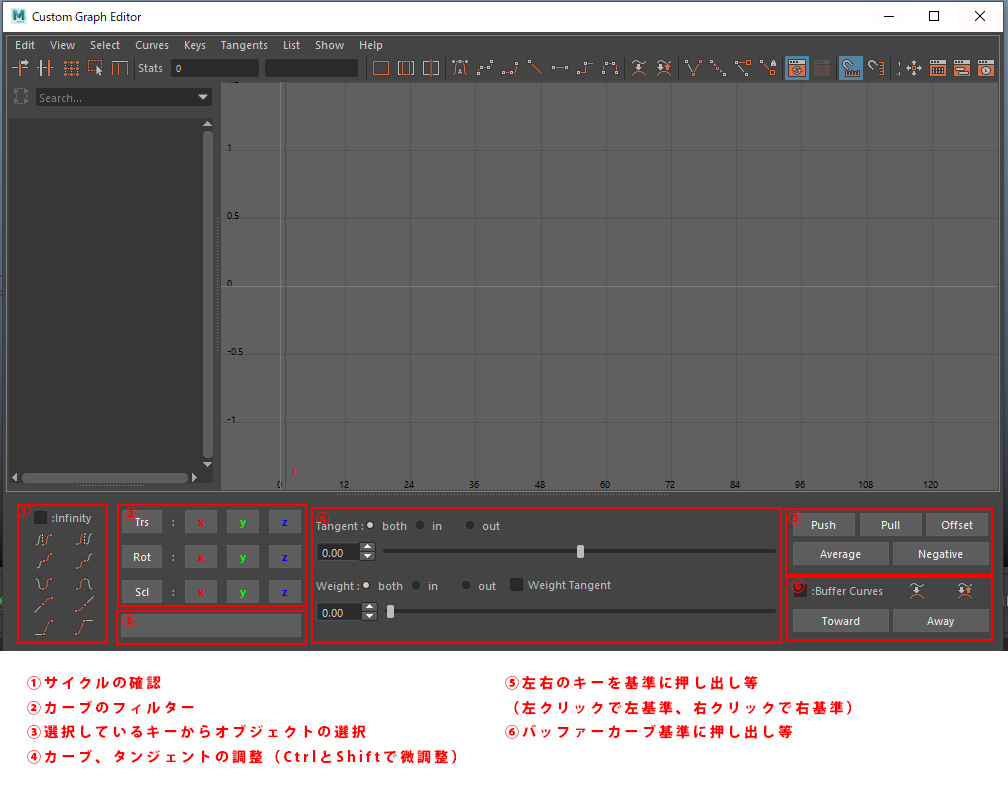 Custom Graph Editor
Edit View Select Curves Keys Tangents List Show Help
Stats 0
Search...
1
0.5
0
-0.5
-1
0 12 24 36 48 60 72 84 96 108 120
① :Infinity
② Trs : x y z
Rot : x y z
Scl : x y z
③
④
Tangent : both in out
0.00
Weight : both in out Weight Tangent
0.00
⑤ Push Pull Offset
Average Negative
⑥ :Buffer Curves
Toward Away
①サイクルの確認
②カーブのフィルター
③選択しているキーからオブジェクトの選択
④カーブ、タンジェントの調整（CtrlとShiftで微調整）
⑤左右のキーを基準に押し出し等
（左クリックで左基準、右クリックで右基準）
⑥バッファーカーブ基準に押し出し等